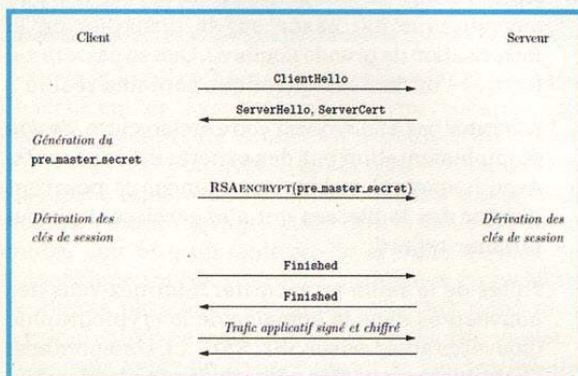 Client Serveur
ClientHello
ServerHello, ServerCert
Génération du
pre_master_secret
RSAENCRYPT(pre_master_secret)
Dérivation des Dérivation des
clés de session clés de session
Finished
Finished
Trafic applicatif signé et chiffré